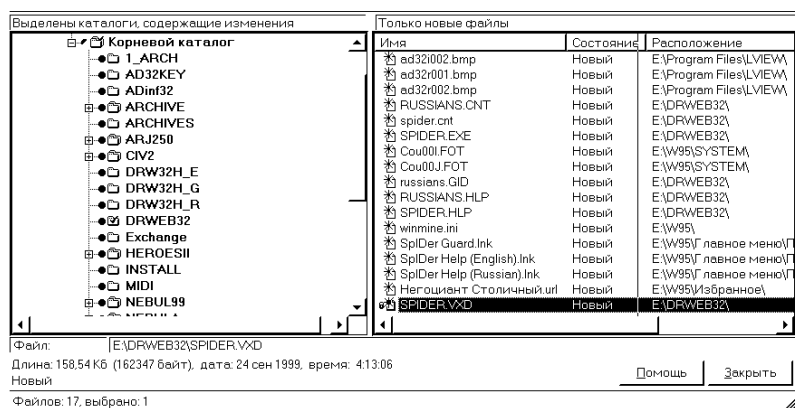 Выделены каталоги, содержащие изменения
Корневой каталог
1_ARCH
AD32KEY
ADinf32
ARCHIVE
ARCHIVES
ARJ250
CIV2
DRW32H_E
DRW32H_G
DRW32H_R
DRWEB32
Exchange
HEROESII
INSTALL
MIDI
NEBUL99
Только новые файлы
Имя Состояние Расположение
ad32i002.bmp Новый E:\Program Files\LVIEW\
ad32r001.bmp Новый E:\Program Files\LVIEW\
ad32r002.bmp Новый E:\Program Files\LVIEW\
RUSSIANS.CNT Новый E:\DRWEB32\
spider.cnt Новый E:\DRWEB32\
SPIDER.EXE Новый E:\DRWEB32\
Cou00I.FOT Новый E:\W95\SYSTEM\
Cou00J.FOT Новый E:\W95\SYSTEM\
russians.GID Новый E:\DRWEB32\
RUSSIANS.HLP Новый E:\DRWEB32\
SPIDER.HLP Новый E:\DRWEB32\
winmine.ini Новый E:\W95\
SpIDer Guard.lnk Новый E:\W95\Главное меню\П
SpIDer Help (English).lnk Новый E:\W95\Главное меню\П
SpIDer Help (Russian).lnk Новый E:\W95\Главное меню\П
Негоциант Столичный.url Новый E:\W95\Избранное\
SPIDER.VXD Новый E:\DRWEB32\
Файл: E:\DRWEB32\SPIDER.VXD
Длина: 158,54 Кб (162347 байт), дата: 24 сен 1999, время: 4:13:06
Новый
Помощь Закрыть
Файлов: 17, выбрано: 1